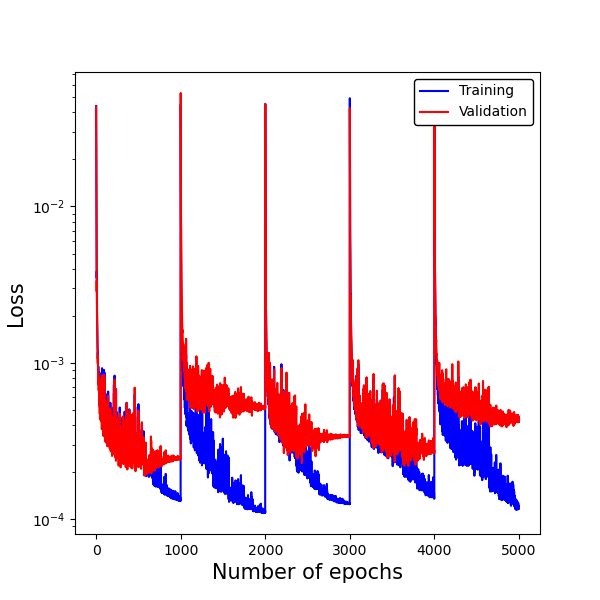 Training
Validation
10⁻²
10⁻³
10⁻⁴
Loss
0 1000 2000 3000 4000 5000
Number of epochs